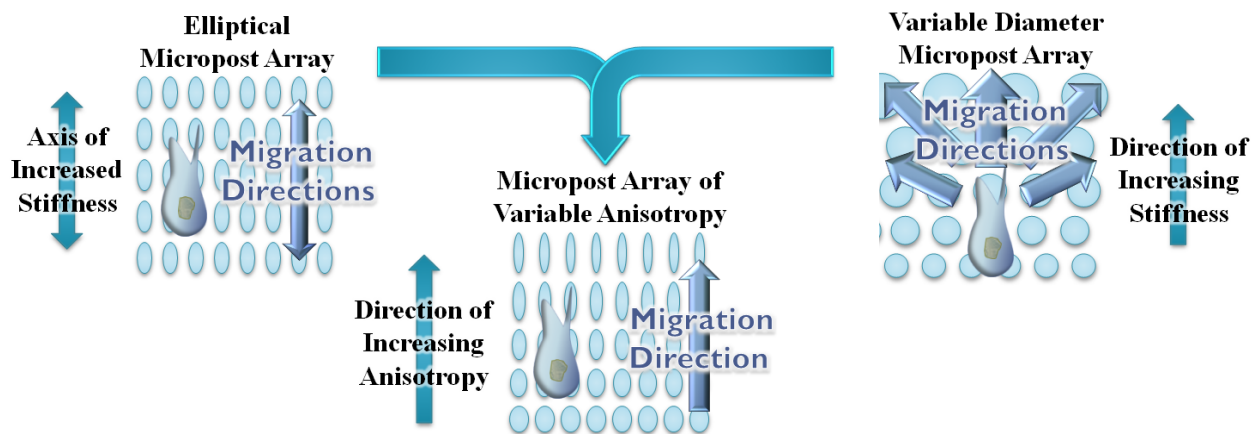 Elliptical
Micropost Array
Axis of
Increased
Stiffness
Migration
Directions
Micropost Array of
Variable Anisotropy
Direction of
Increasing
Anisotropy
Migration
Direction
Variable Diameter
Micropost Array
Migration
Directions
Direction of
Increasing
Stiffness